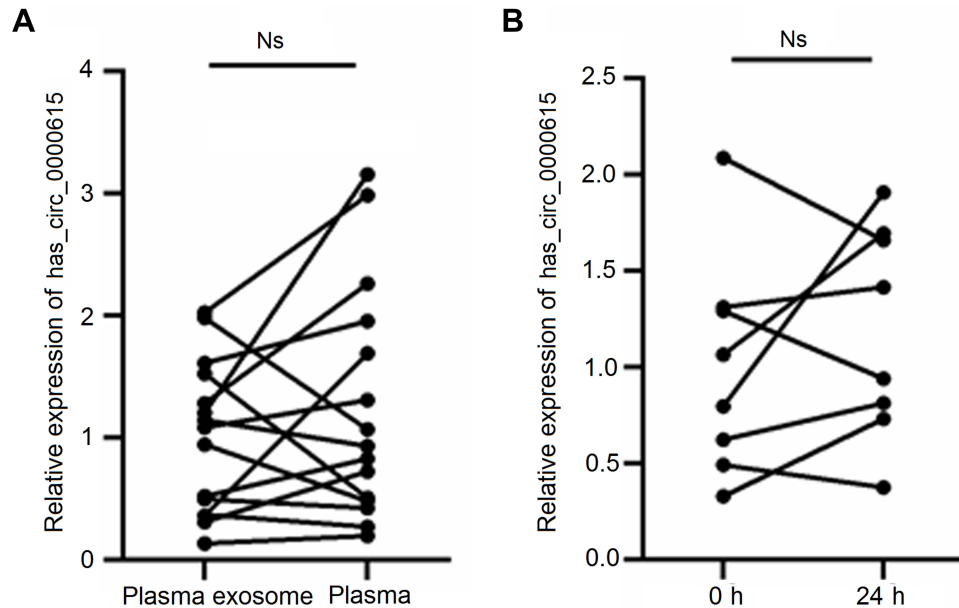 A
Ns
Relative expression of has_circ_0000615
4
3
2
1
0
Plasma exosome
Plasma
B
Ns
Relative expression of has_circ_0000615
2.5
2.0
1.5
1.0
0.5
0.0
0 h
24 h